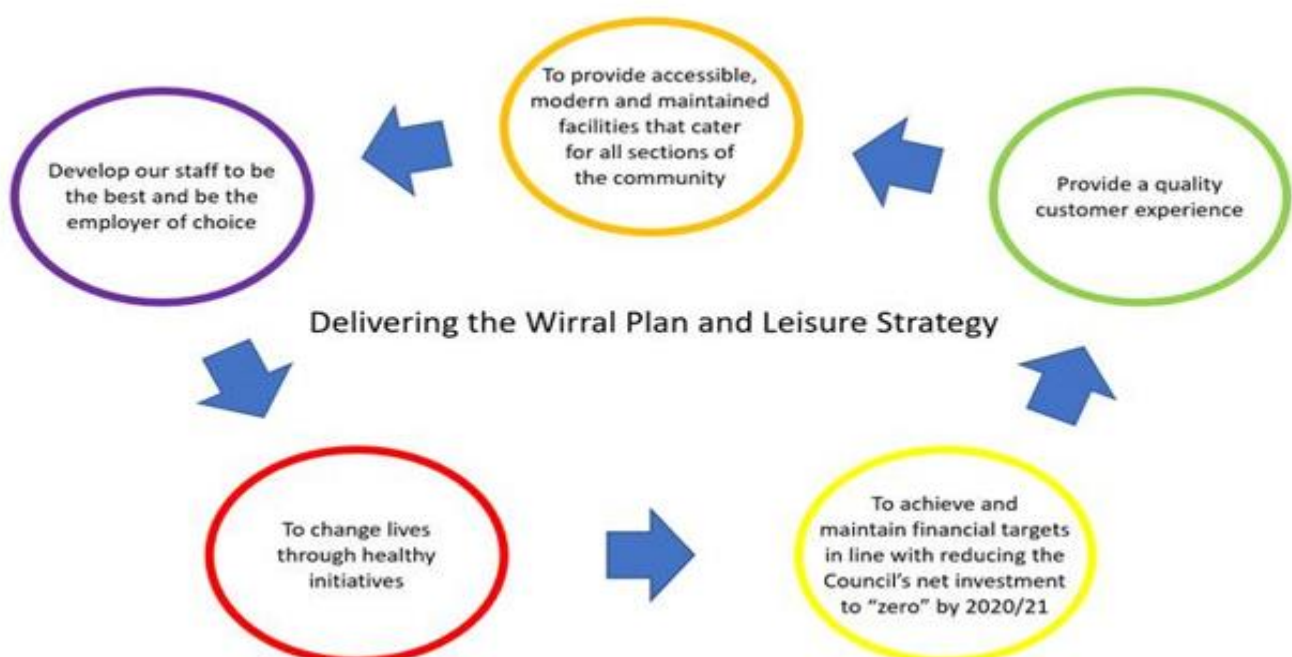 To provide accessible,
modern and maintained
facilities that cater
for all sections of
the community
Develop our staff to be
the best and be the
employer of choice
Provide a quality
customer experience
Delivering the Wirral Plan and Leisure Strategy
To change lives
through healthy
initiatives
To achieve and
maintain financial targets
in line with reducing the
Council’s net investment
to “zero” by 2020/21